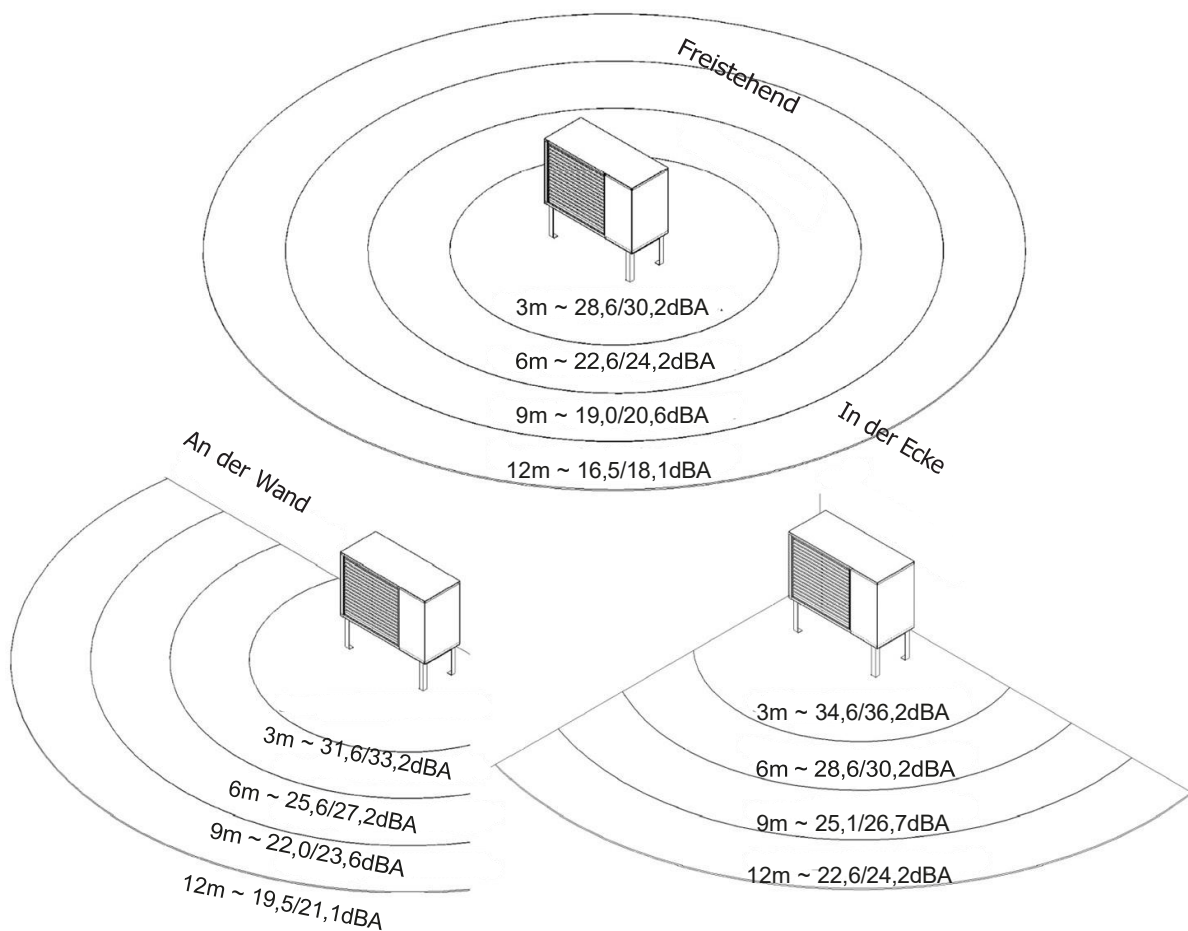 Freistehend
3m ~ 28,6/30,2dBA
6m ~ 22,6/24,2dBA
9m ~ 19,0/20,6dBA
12m ~ 16,5/18,1dBA
An der Wand
3m ~ 31,6/33,2dBA
6m ~ 25,6/27,2dBA
9m ~ 22,0/23,6dBA
12m ~ 19,5/21,1dBA
In der Ecke
3m ~ 34,6/36,2dBA
6m ~ 28,6/30,2dBA
9m ~ 25,1/26,7dBA
12m ~ 22,6/24,2dBA